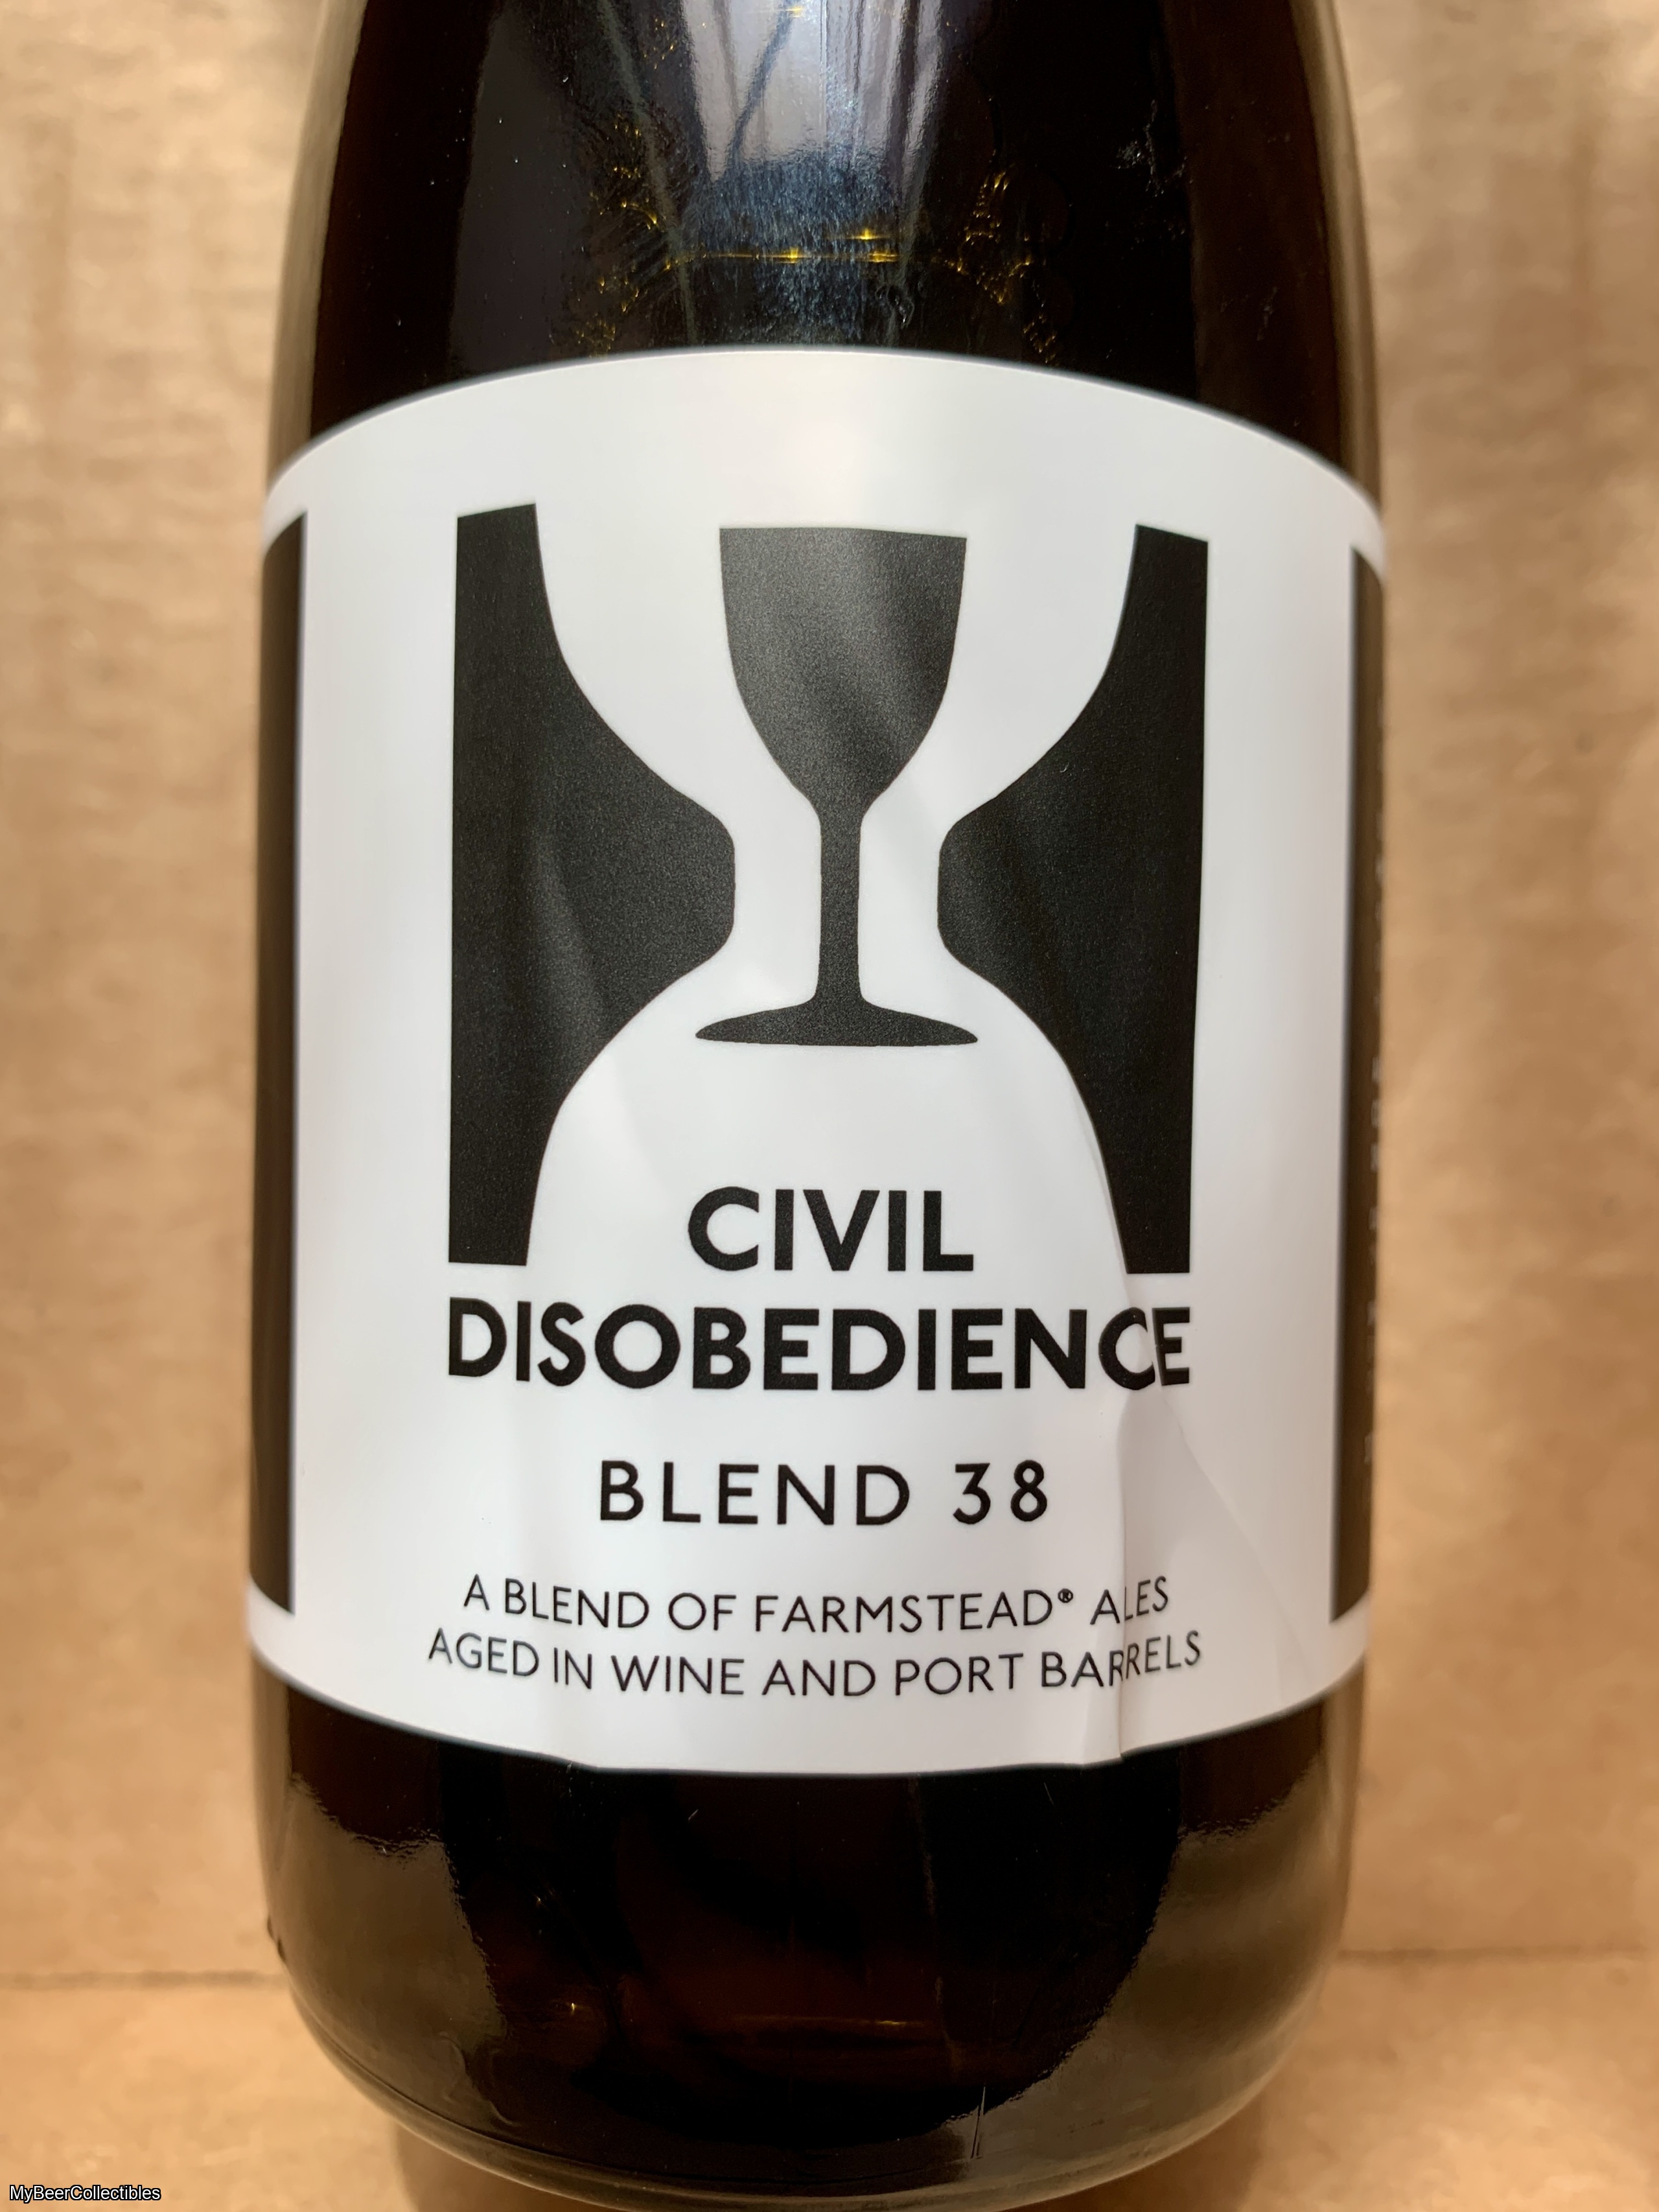 CIVIL
DISOBEDIENCE
BLEND 38
A BLEND OF FARMSTEAD® ALES
AGED IN WINE AND PORT BARRELS
MyBeerCollectibles